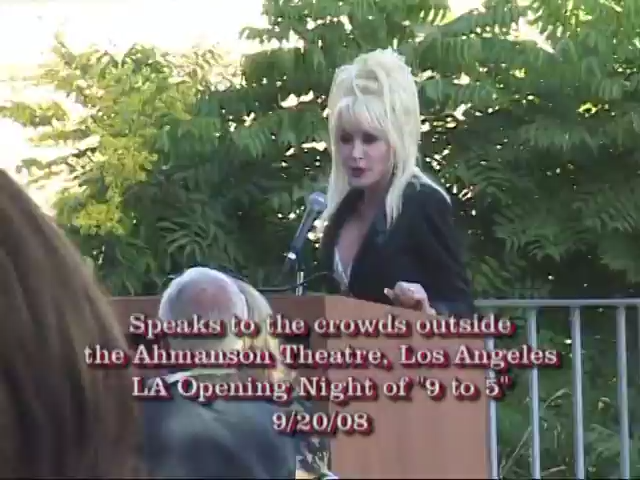 Speaks to the crowds outside
the Ahmanson Theatre, Los Angeles
LA Opening Night of "9 to 5"
9/20/08